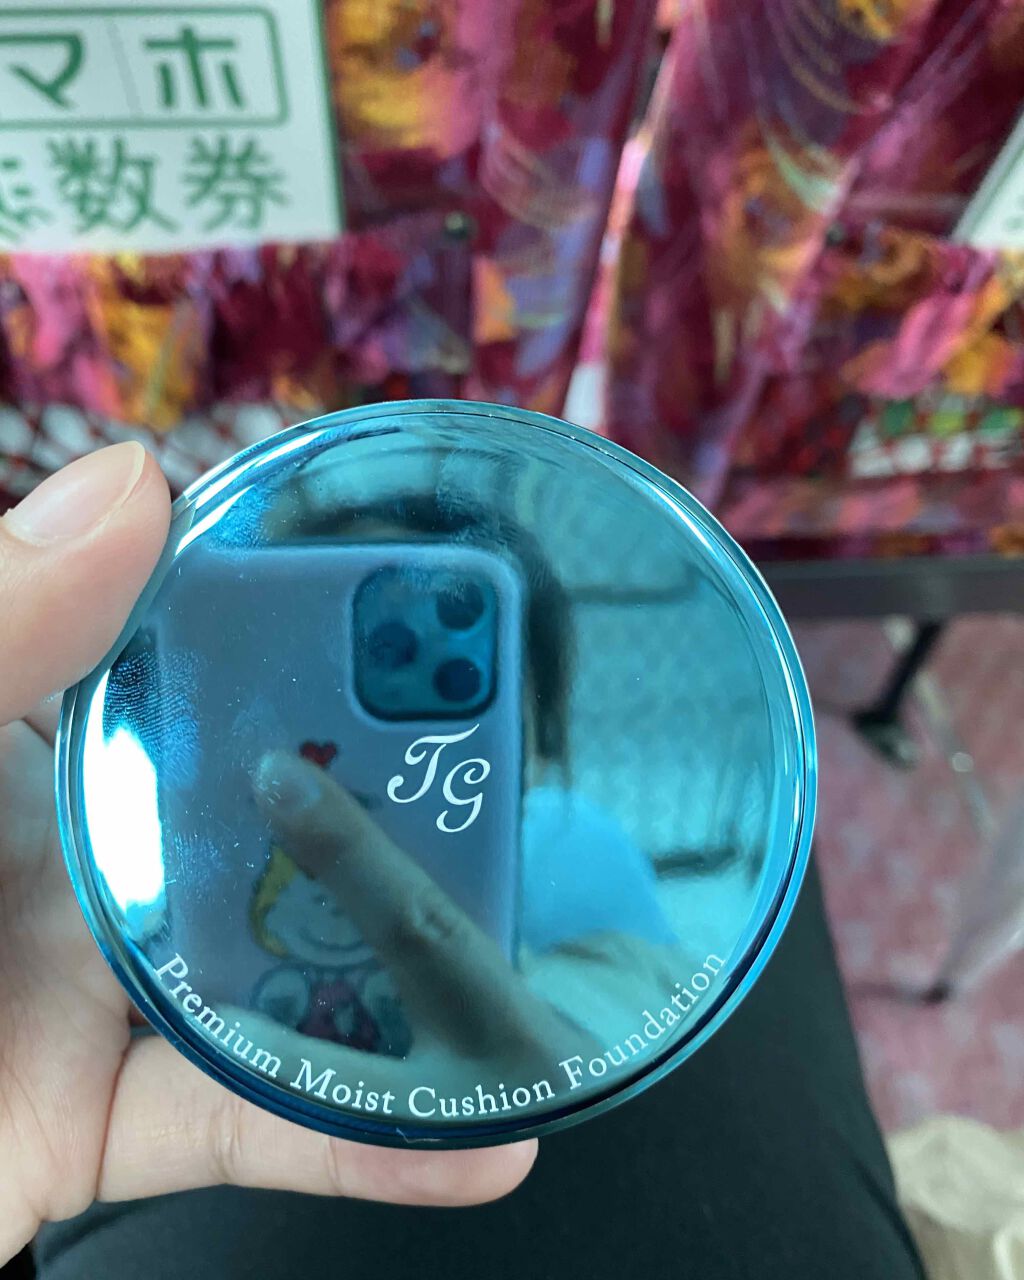 マホ
数券
TG
Premium Moist Cushion Foundation